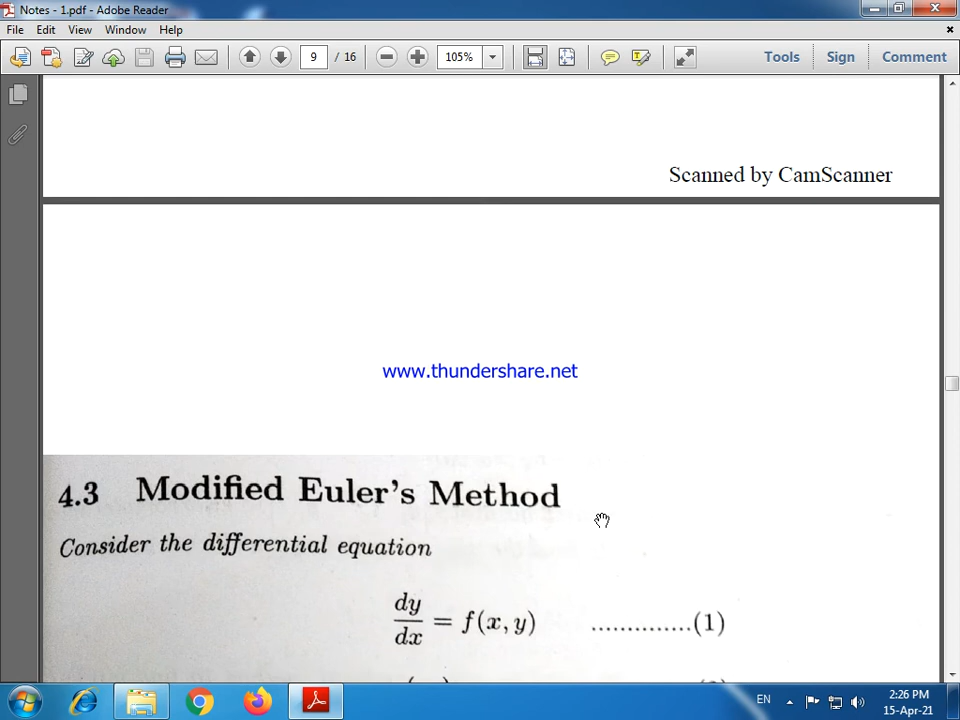 Notes - 1.pdf - Adobe Reader
File Edit View Window Help
9 / 16 105% Tools Sign Comment
Scanned by CamScanner
www.thundershare.net
4.3 Modified Euler's Method
Consider the differential equation
dy/dx = f(x, y) ..............(1)
EN 2:26 PM
15-Apr-21